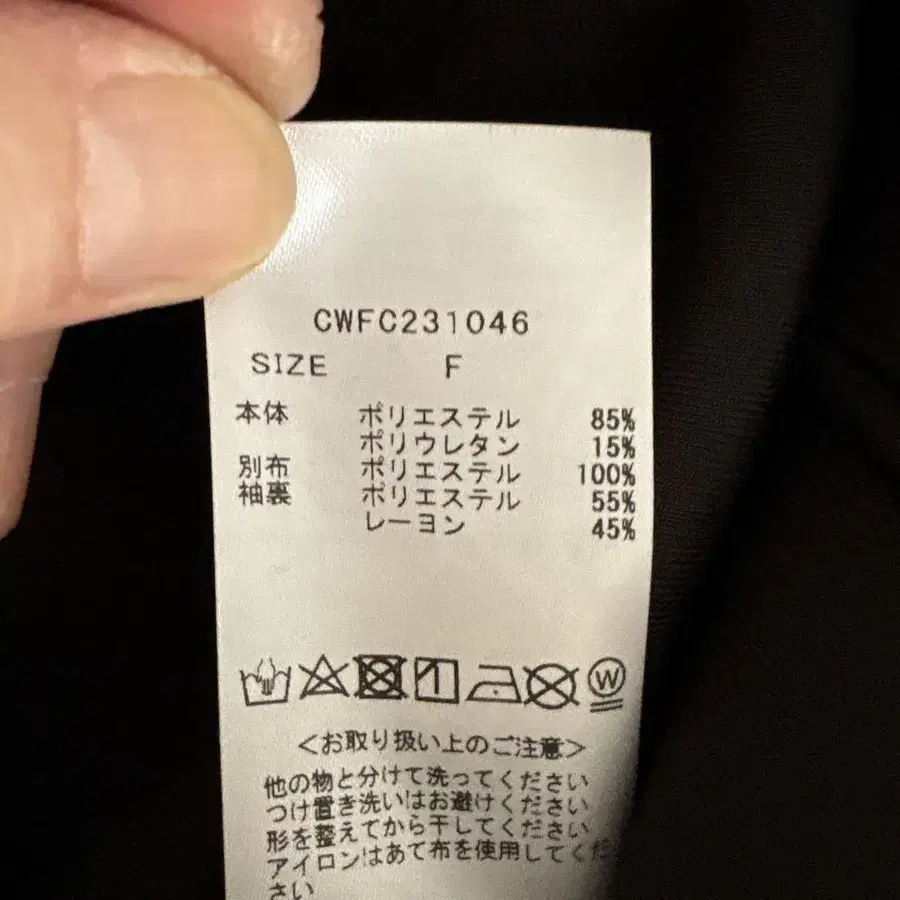 CWFC231046
SIZE F
本体 ポリエステル 85%
ポリウレタン 15%
別布 ポリエステル 100%
袖裏 ポリエステル 55%
レーヨン 45%
W
<お取り扱い上のご注意>
他の物と分けて洗ってください
つけ置き洗いはお避けください
形を整えてから干してください
アイロンはあて布を使用してくだ
さい